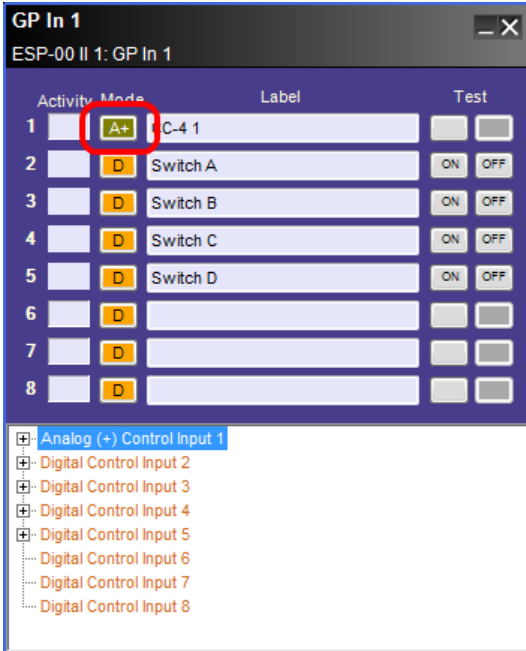 GP In 1
ESP-00 II 1: GP In 1
Activity Mode Label Test
1 A+ CC-4 1
2 D Switch A ON OFF
3 D Switch B ON OFF
4 D Switch C ON OFF
5 D Switch D ON OFF
6 D
7 D
8 D
Analog (+) Control Input 1
Digital Control Input 2
Digital Control Input 3
Digital Control Input 4
Digital Control Input 5
Digital Control Input 6
Digital Control Input 7
Digital Control Input 8